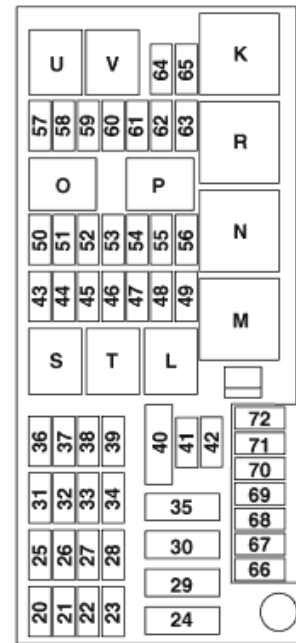 U V 64 65 K
57 58 59 60 61 62 63
R
O P
50 51 52 53 54 55 56
N
43 44 45 46 47 48 49
M
S T L
36 37 38 39 40 41 42 72
71
70
31 32 33 34 35 69
68
25 26 27 28 30 67
66
29
20 21 22 23 24